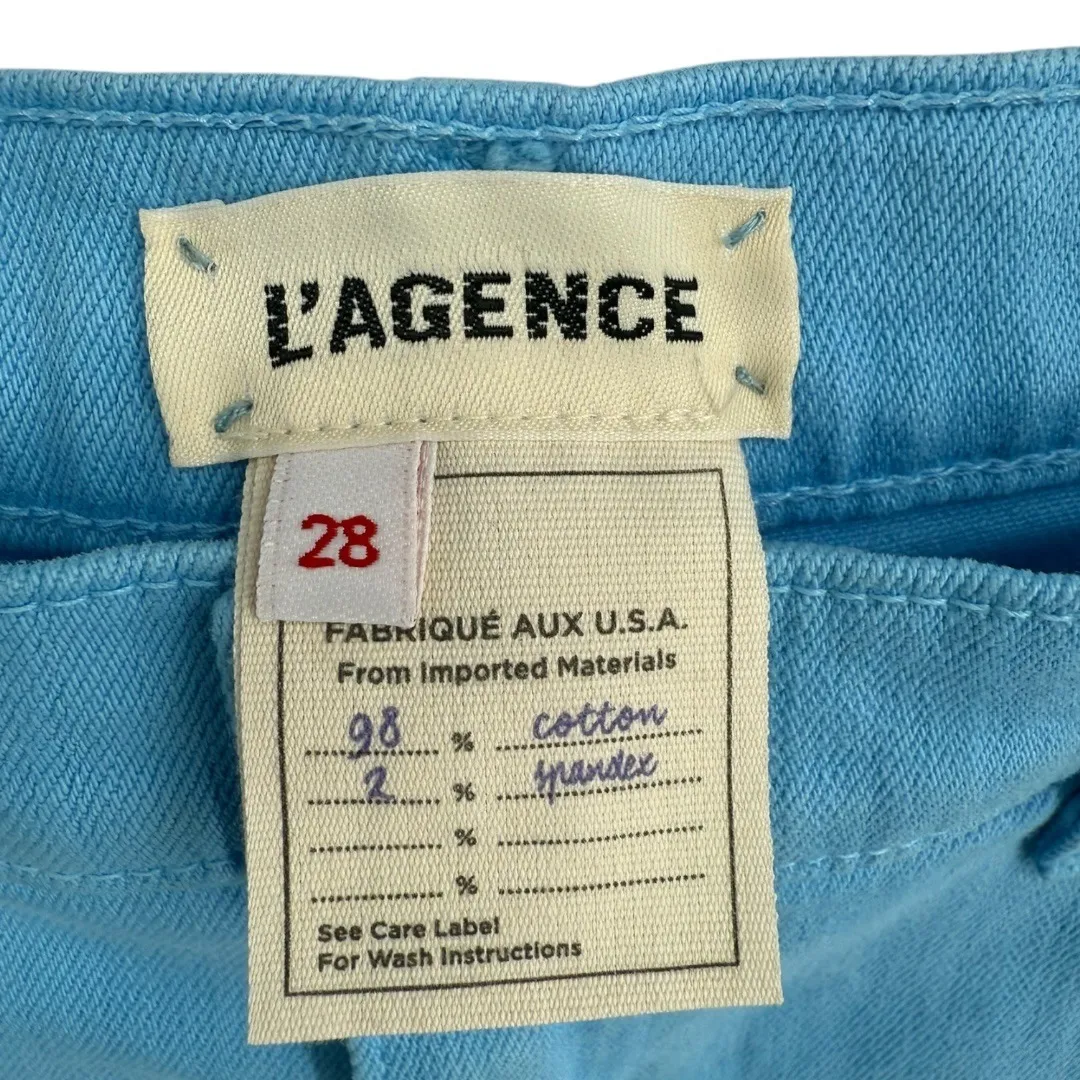 L'AGENCE
28
FABRIQUÉ AUX U.S.A.
From Imported Materials
98 % cotton
2 % spandex
%
%
See Care Label
For Wash Instructions